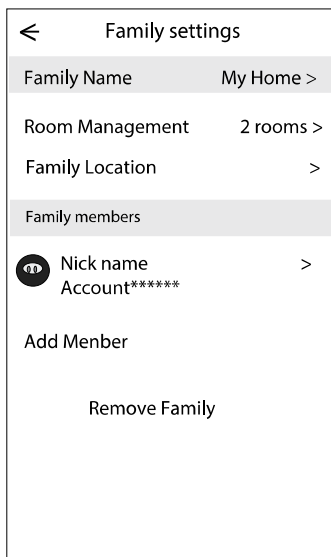 Family settings
Family Name My Home >
Room Management 2 rooms >
Family Location >
Family members
Nick name >
Account******
Add Menber
Remove Family